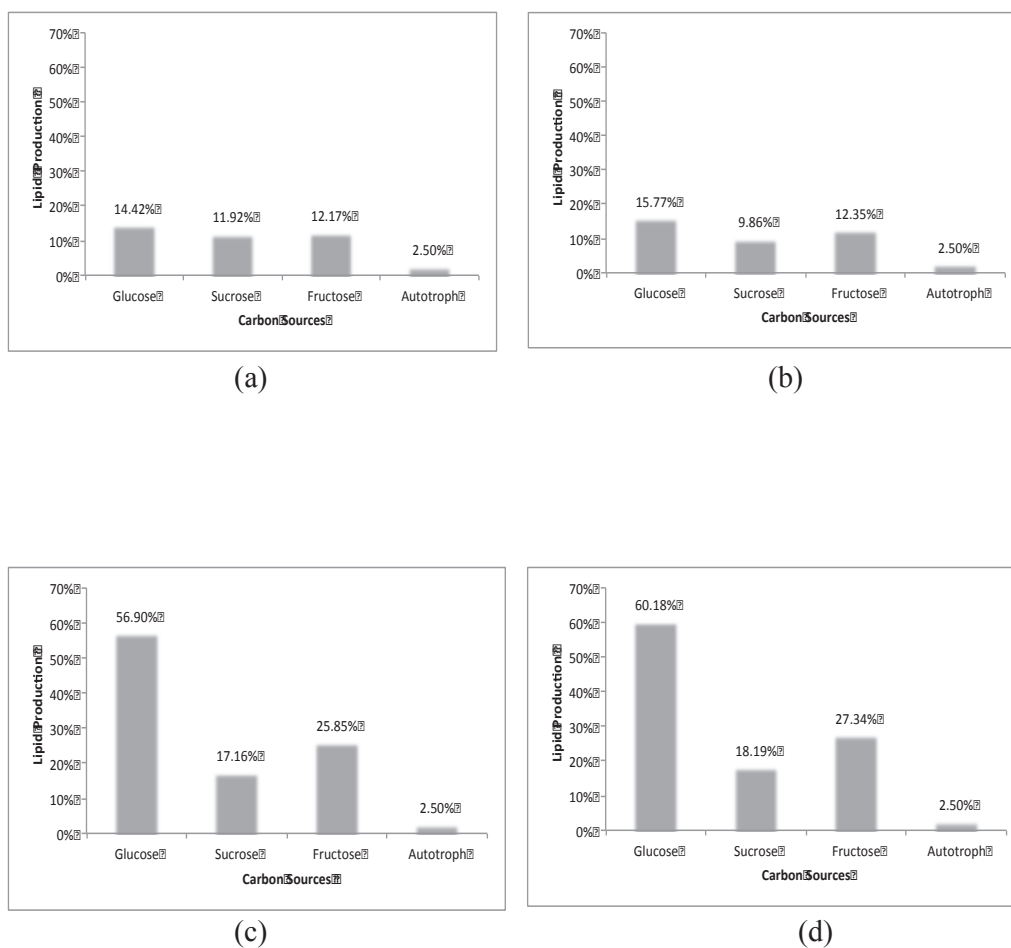 70%
60%
50%
40%
30%
20%
10%
0%
Lipid Production
14.42%
11.92%
12.17%
2.50%
Glucose
Sucrose
Fructose
Autotroph
Carbon Sources
(a)
70%
60%
50%
40%
30%
20%
10%
0%
Lipid Production
15.77%
9.86%
12.35%
2.50%
Glucose
Sucrose
Fructose
Autotroph
Carbon Sources
(b)
70%
60%
50%
40%
30%
20%
10%
0%
Lipid Production
56.90%
17.16%
25.85%
2.50%
Glucose
Sucrose
Fructose
Autotroph
Carbon Sources
(c)
70%
60%
50%
40%
30%
20%
10%
0%
Lipid Production
60.18%
18.19%
27.34%
2.50%
Glucose
Sucrose
Fructose
Autotroph
Carbon Sources
(d)